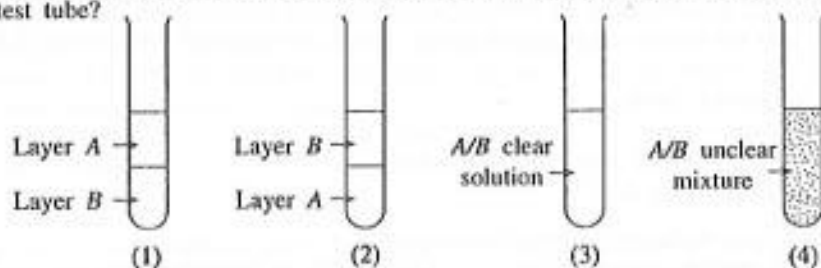 test tube?
Layer A Layer B A/B clear A/B unclear
Layer B Layer A solution mixture
(1) (2) (3) (4)